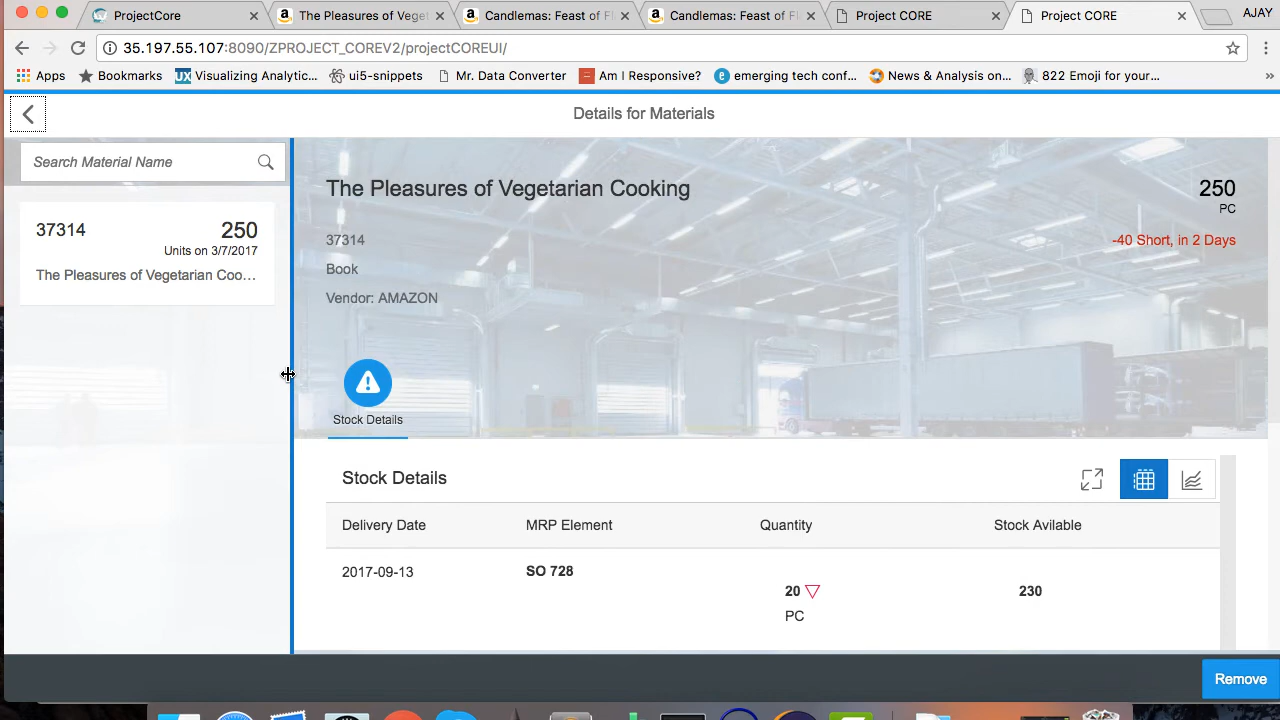 ProjectCore
The Pleasures of Veget
Candlemas: Feast of Fl
Candlemas: Feast of Fl
Project CORE
Project CORE
AJAY
35.197.55.107:8090/ZPROJECT_COREV2/projectCOREUI/
Apps
Bookmarks
UX Visualizing Analytic...
ui5-snippets
Mr. Data Converter
Am I Responsive?
e emerging tech conf...
News & Analysis on...
822 Emoji for your...
»
Details for Materials
Search Material Name
37314 250
Units on 3/7/2017
The Pleasures of Vegetarian Coo...
The Pleasures of Vegetarian Cooking 250
PC
37314 -40 Short, in 2 Days
Book
Vendor: AMAZON
Stock Details
Stock Details
Delivery Date MRP Element Quantity Stock Avilable
2017-09-13 SO 728
20 230
PC
Remove